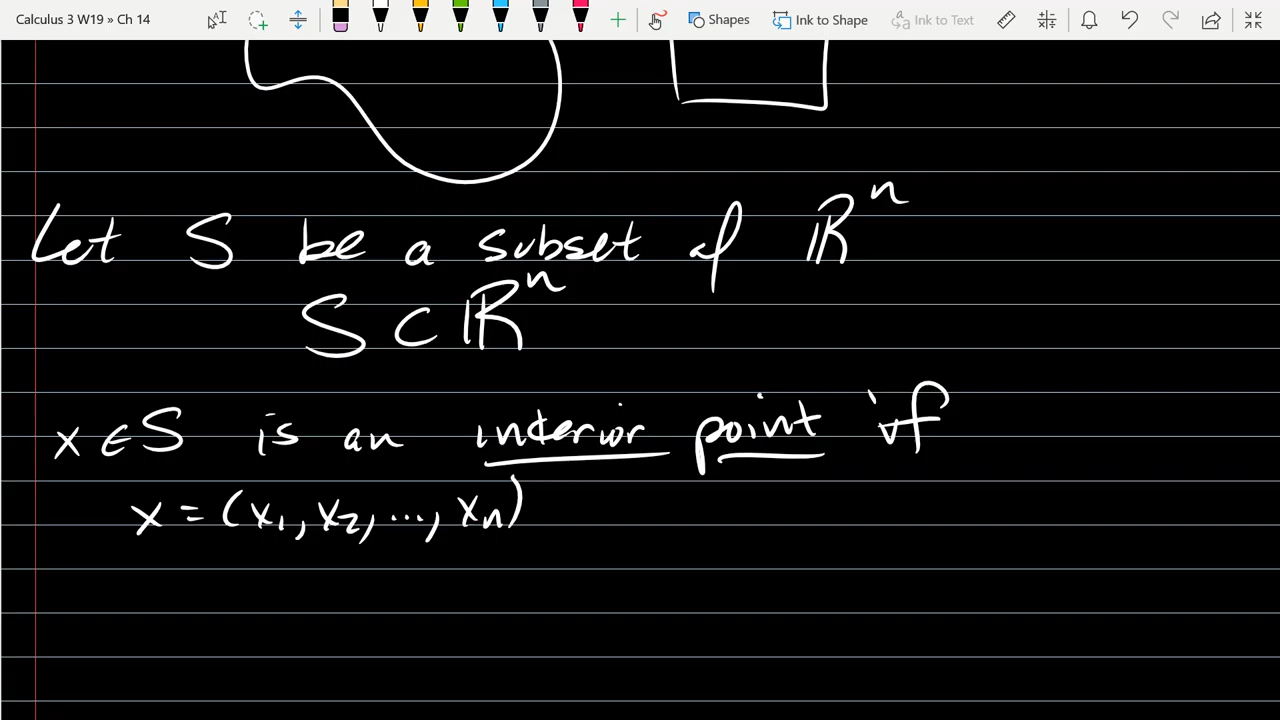 Calculus 3 W19 » Ch 14 Shapes Ink to Shape Ink to Text
Let S be a subset of ℝⁿ
S ⊂ ℝⁿ
x ∈ S is an interior point if
x = (x₁, x₂, ..., xₙ)